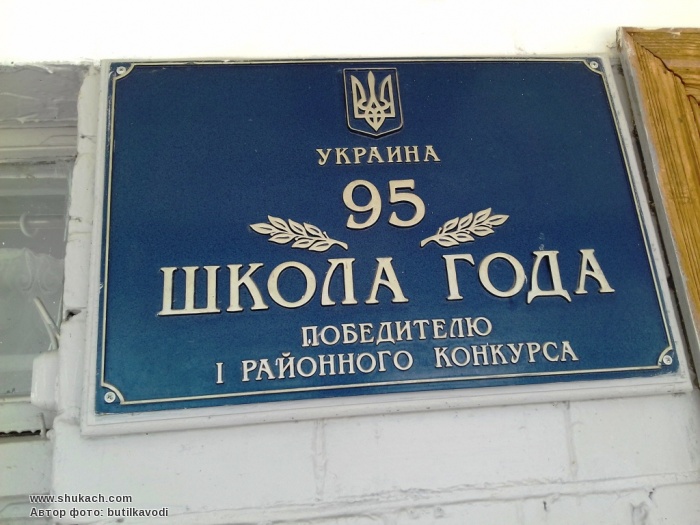 УКРАИНА
95
ШКОЛА ГОДА
ПОБЕДИТЕЛЮ
І РАЙОННОГО КОНКУРСА
www.shukach.com
Автор фото: butilkavodi